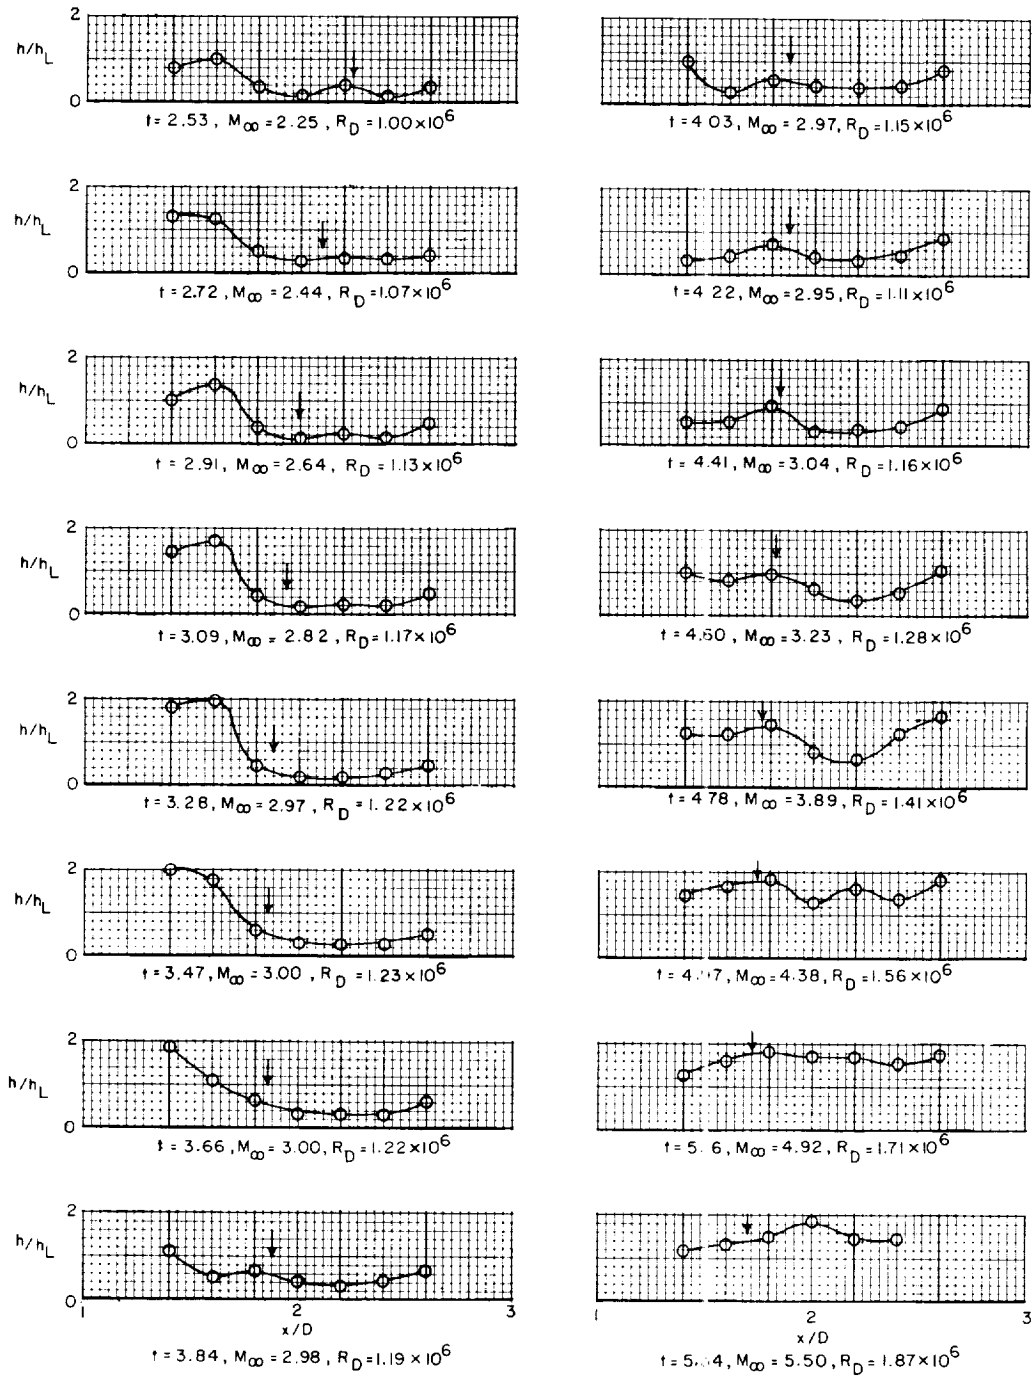 2
h/h_L
0
t = 2.53, M∞ = 2.25, R_D = 1.00×10^6
2
h/h_L
0
t = 2.72, M∞ = 2.44, R_D = 1.07×10^6
2
h/h_L
0
t = 2.91, M∞ = 2.64, R_D = 1.13×10^6
2
h/h_L
0
t = 3.09, M∞ = 2.82, R_D = 1.17×10^6
2
h/h_L
0
t = 3.28, M∞ = 2.97, R_D = 1.22×10^6
2
h/h_L
0
t = 3.47, M∞ = 3.00, R_D = 1.23×10^6
2
h/h_L
0
t = 3.66, M∞ = 3.00, R_D = 1.22×10^6
2
h/h_L
0
1 2 3
x/D
t = 3.84, M∞ = 2.98, R_D = 1.19×10^6
t = 4 03, M∞ = 2.97, R_D = 1.15×10^6
t = 4.22, M∞ = 2.95, R_D = 1.11×10^6
t = 4.41, M∞ = 3.04, R_D = 1.16×10^6
t = 4.60, M∞ = 3.23, R_D = 1.28×10^6
t = 4.78, M∞ = 3.89, R_D = 1.41×10^6
M∞ = 4.38, R_D = 1.56×10^6
M∞ = 4.92, R_D = 1.71×10^6
1 2 3
x/D
M∞ = 5.50, R_D = 1.87×10^6